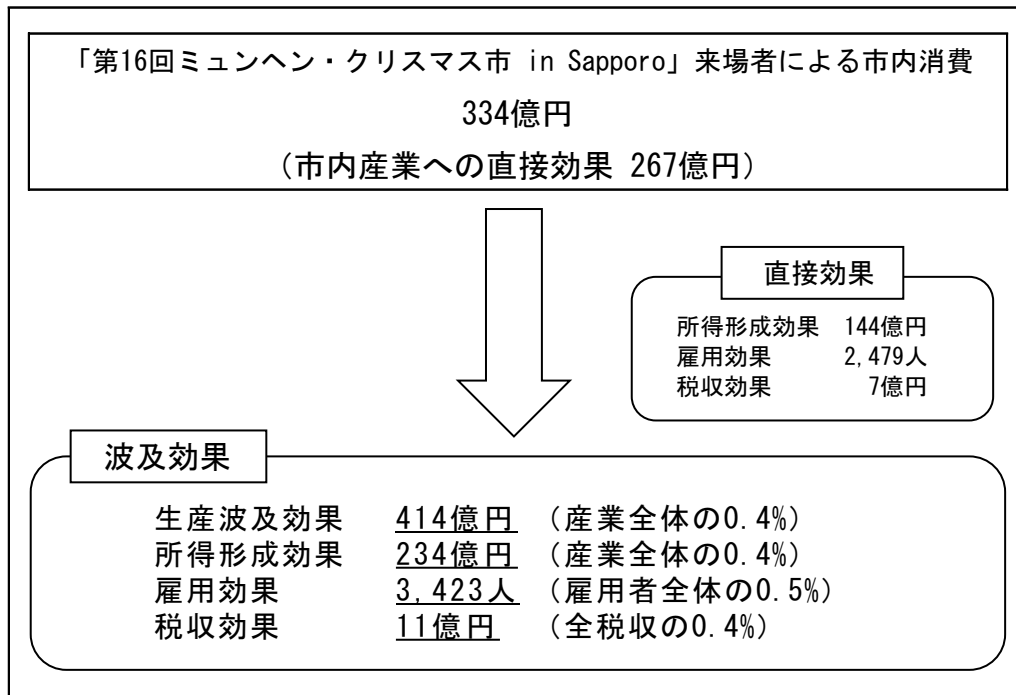 「第16回ミュンヘン・クリスマス市 in Sapporo」来場者による市内消費
334億円
（市内産業への直接効果 267億円）
直接効果
所得形成効果 144億円
雇用効果 2,479人
税収効果 7億円
波及効果
生産波及効果 414億円 （産業全体の0.4%）
所得形成効果 234億円 （産業全体の0.4%）
雇用効果 3,423人 （雇用者全体の0.5%）
税収効果 11億円 （全税収の0.4%）